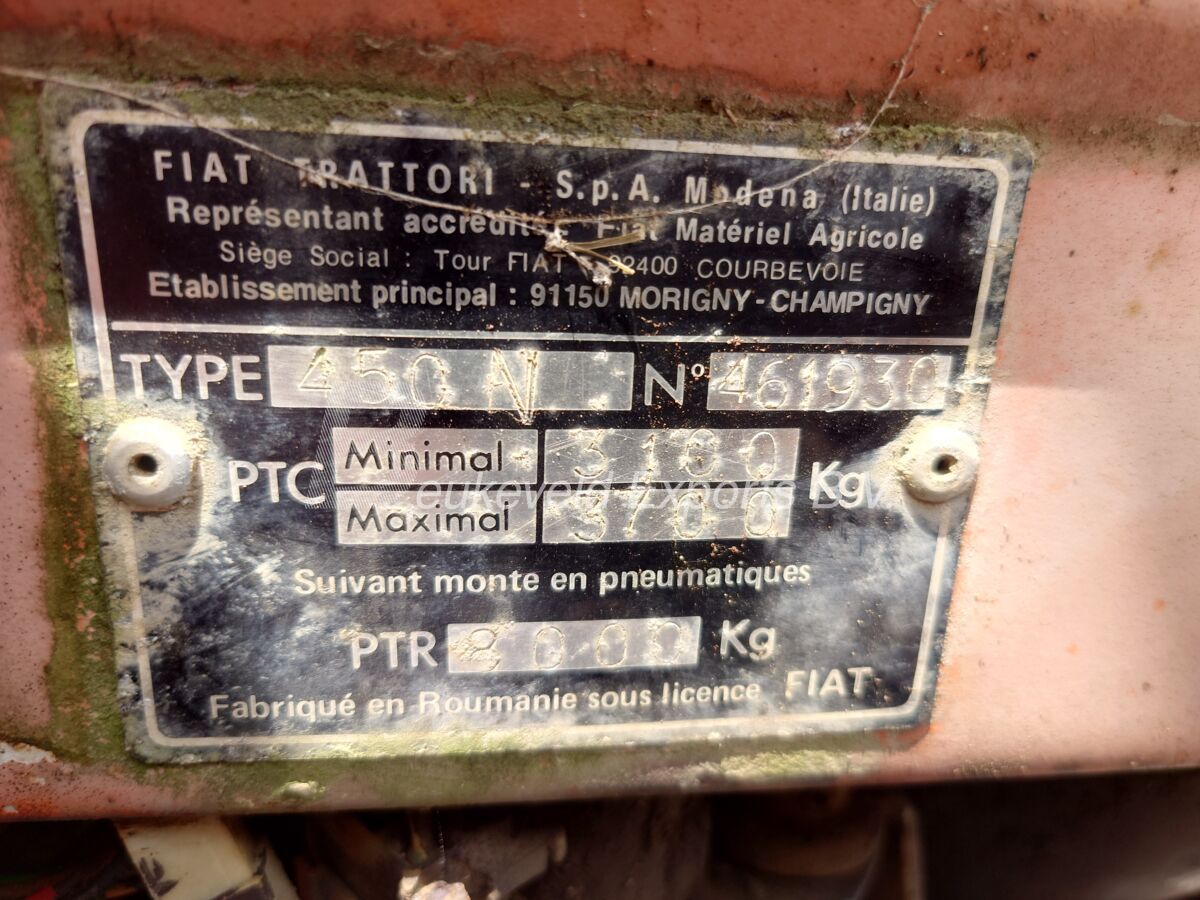 FIAT TRATTORI - S.p.A. Modena (Italie)
Représentant accrédité: Fiat Matériel Agricole
Siège Social : Tour FIAT 92400 COURBEVOIE
Etablissement principal : 91150 MORIGNY-CHAMPIGNY
TYPE 450 N N° 461930
PTC Minimal 3100 Kg
Maximal 3700
eukeveld Exports B.V.
Suivant monte en pneumatiques
PTR 8000 Kg
Fabriqué en Roumanie sous licence FIAT